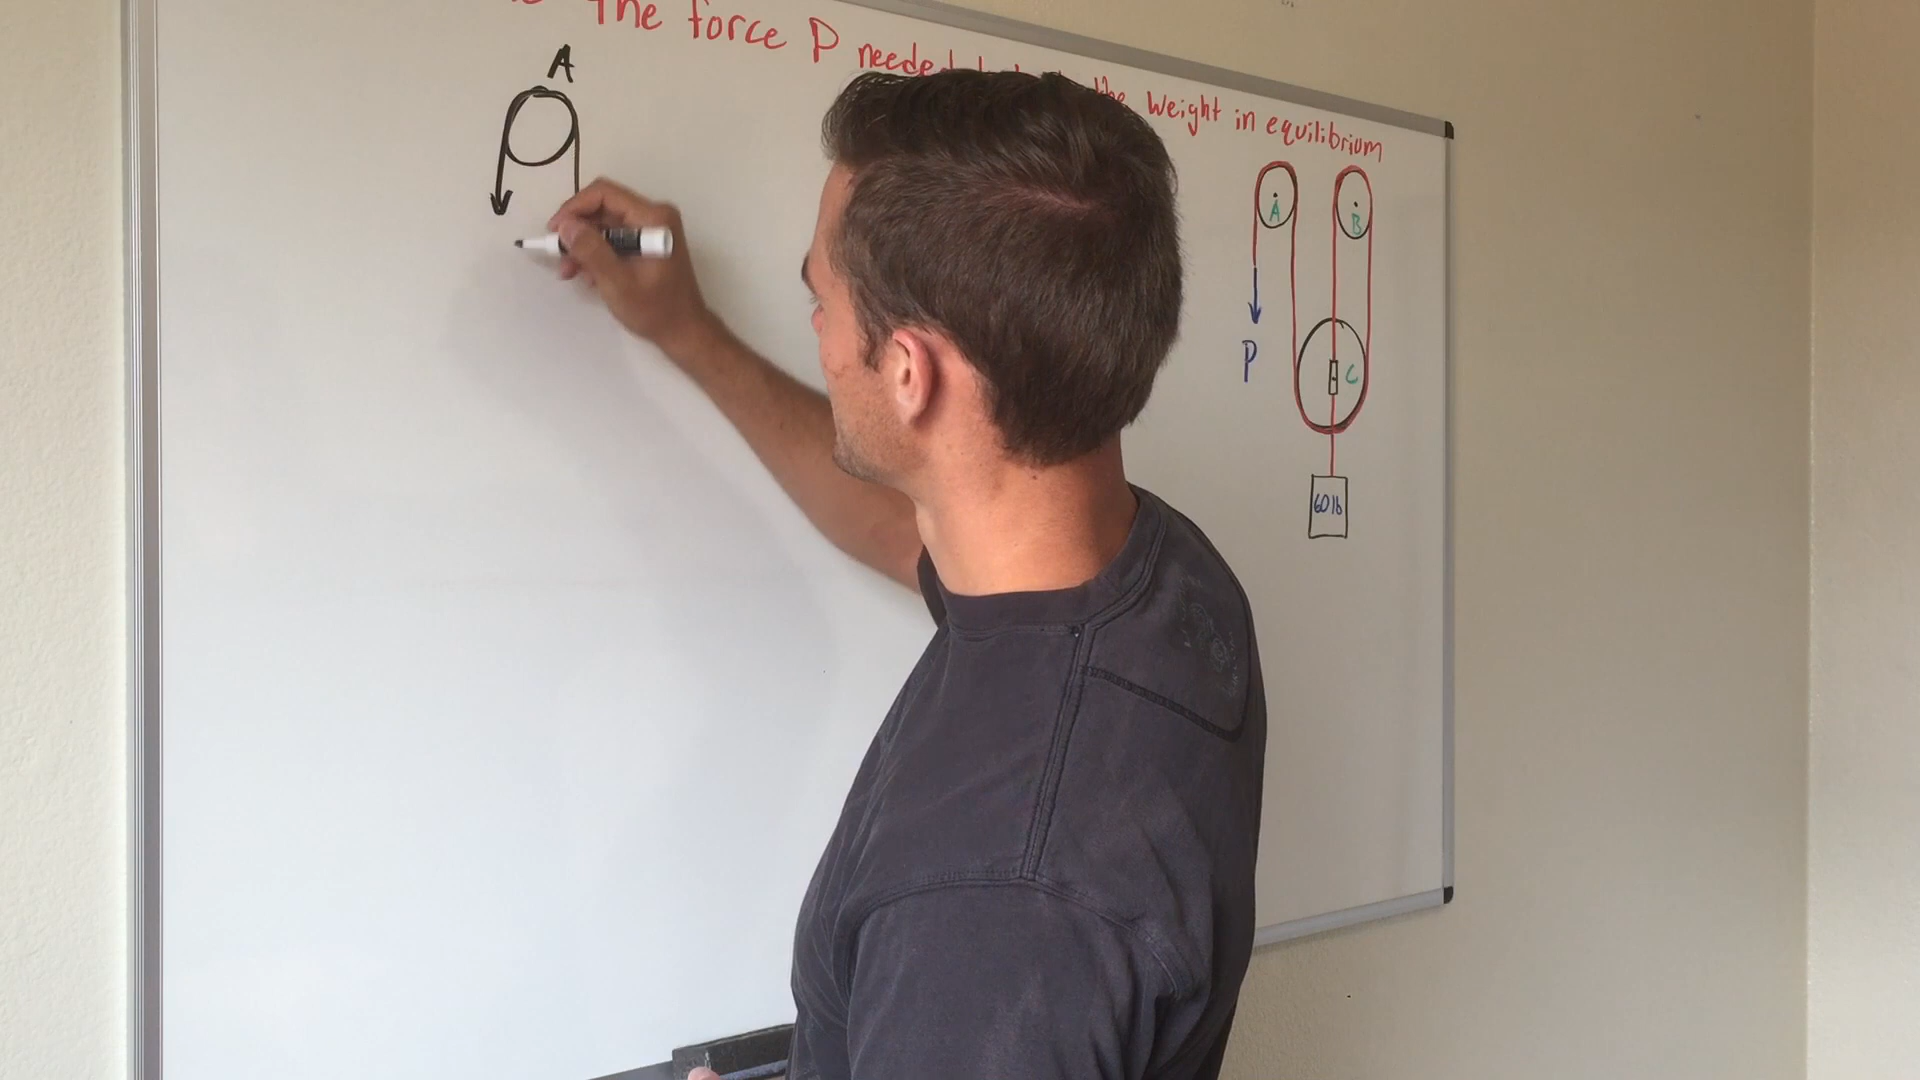 the force P needed the weight in equilibrium
A
A
B
P
C
60 lb